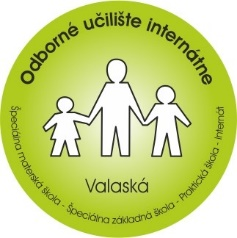 Odborné učilište internátne
Valaská
Špeciálna materská škola - Špeciálna základná škola - Praktická škola - Internát